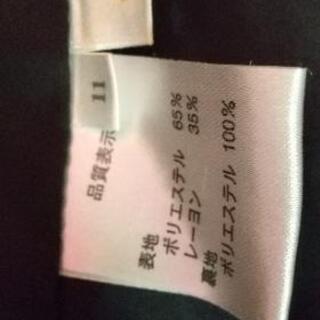 11
品質表示
表地
ポリエステル 65%
レーヨン 35%
裏地
ポリエステル 100%